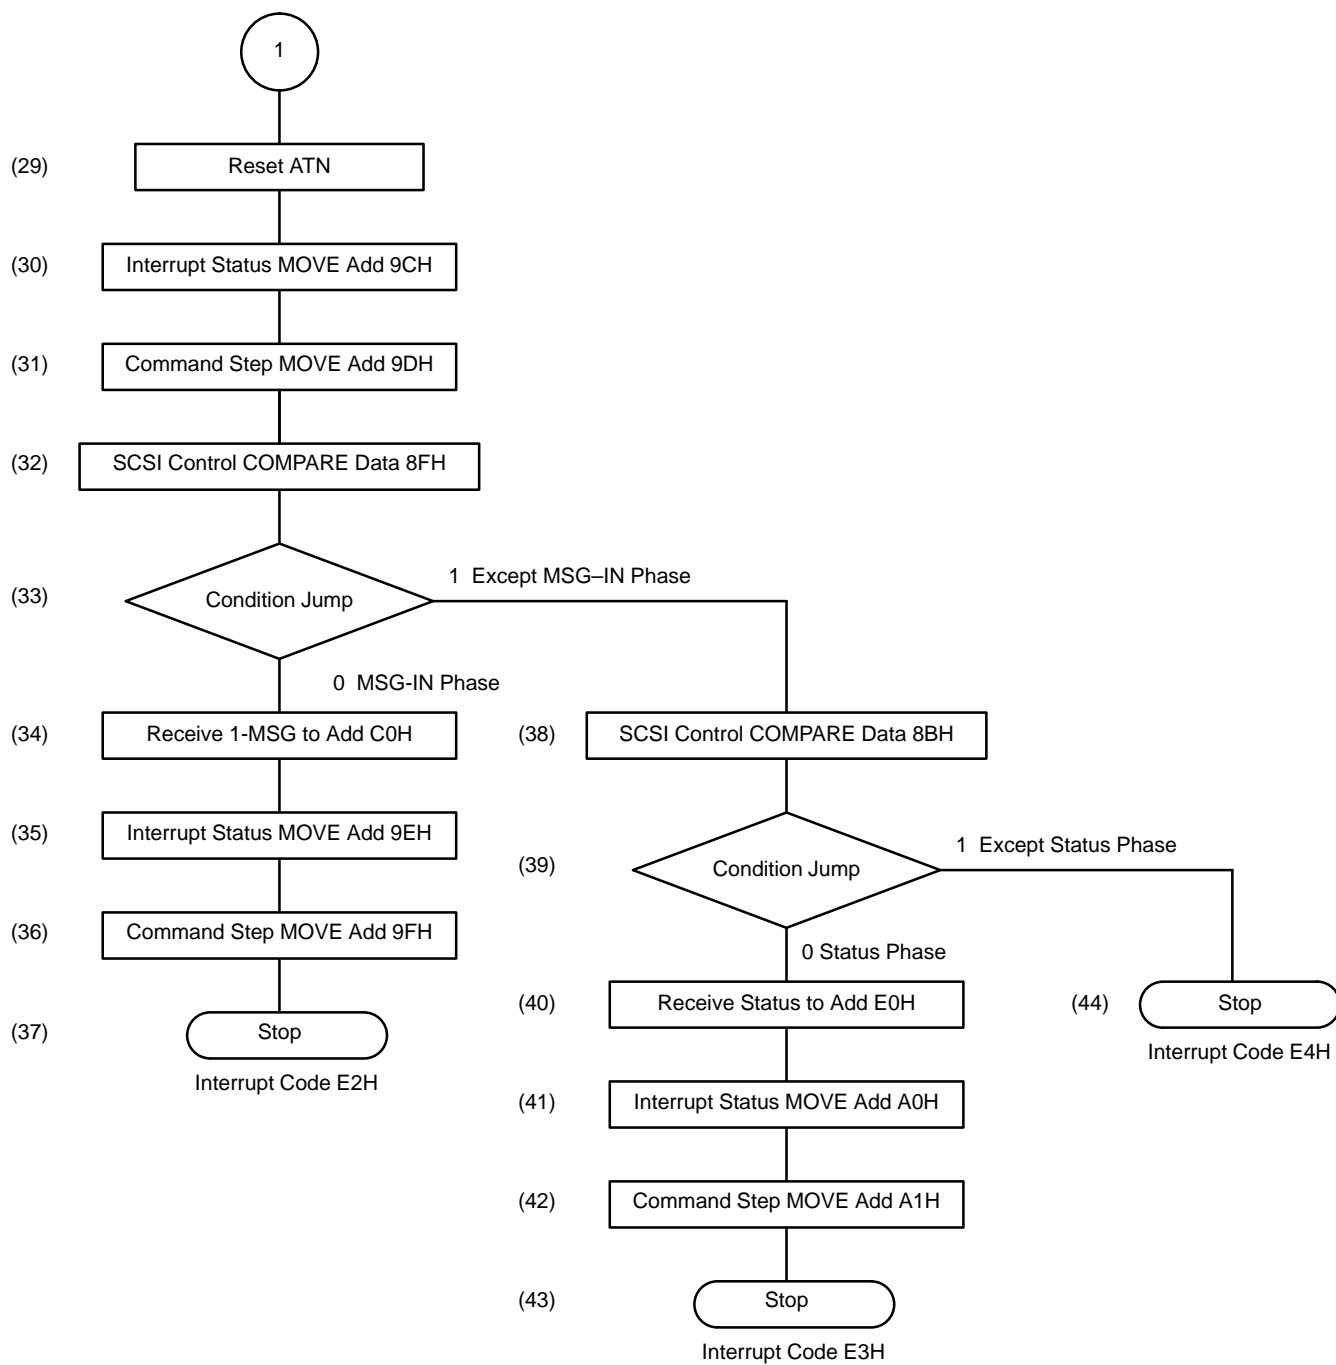 1
(29)
Reset ATN
(30)
Interrupt Status MOVE Add 9CH
(31)
Command Step MOVE Add 9DH
(32)
SCSI Control COMPARE Data 8FH
1  Except MSG–IN Phase
(33)
Condition Jump
0  MSG-IN Phase
(34)
Receive 1-MSG to Add C0H
(38)
SCSI Control COMPARE Data 8BH
(35)
Interrupt Status MOVE Add 9EH
1  Except Status Phase
(39)
Condition Jump
(36)
Command Step MOVE Add 9FH
0 Status Phase
(40)
Receive Status to Add E0H
(44)
Stop
(37)
Stop
Interrupt Code E4H
Interrupt Code E2H
(41)
Interrupt Status MOVE Add A0H
(42)
Command Step MOVE Add A1H
(43)
Stop
Interrupt Code E3H